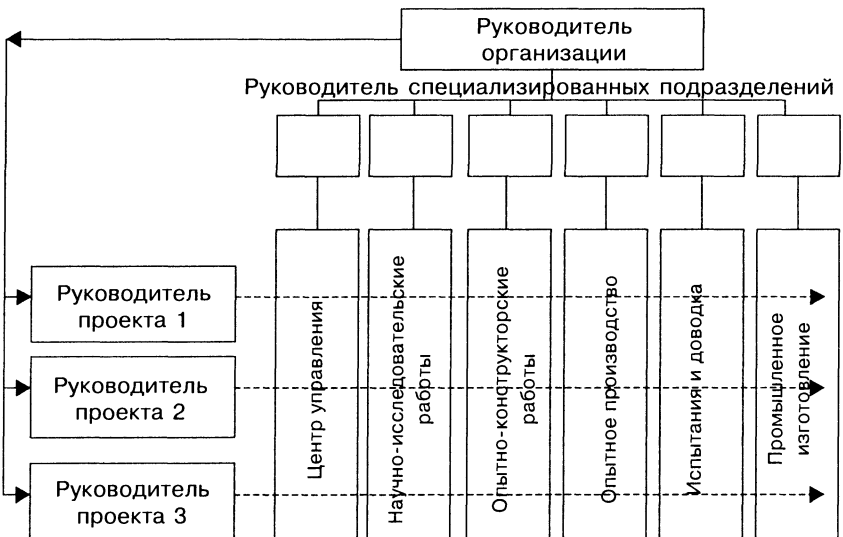 Руководитель
организации
Руководитель специализированных подразделений
Руководитель
проекта 1
Руководитель
проекта 2
Руководитель
проекта 3
Центр управления
Научно-исследовательские
работы
Опытно-конструкторские
работы
Опытное производство
Испытания и доводка
Промышленное
изготовление